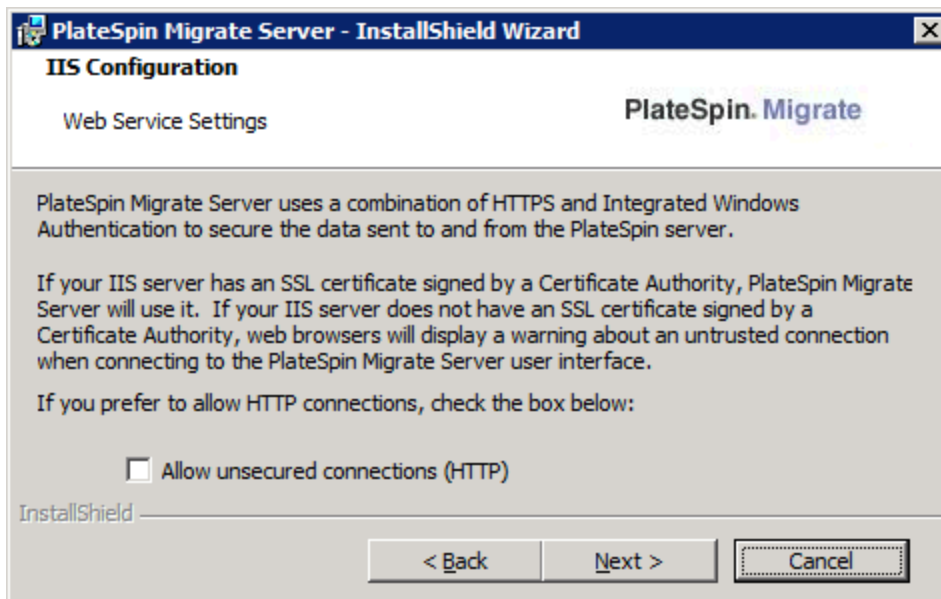 PlateSpin Migrate Server - InstallShield Wizard
IIS Configuration
Web Service Settings
PlateSpin. Migrate
PlateSpin Migrate Server uses a combination of HTTPS and Integrated Windows
Authentication to secure the data sent to and from the PlateSpin server.
If your IIS server has an SSL certificate signed by a Certificate Authority, PlateSpin Migrate
Server will use it.  If your IIS server does not have an SSL certificate signed by a
Certificate Authority, web browsers will display a warning about an untrusted connection
when connecting to the PlateSpin Migrate Server user interface.
If you prefer to allow HTTP connections, check the box below:
Allow unsecured connections (HTTP)
InstallShield
< Back
Next >
Cancel